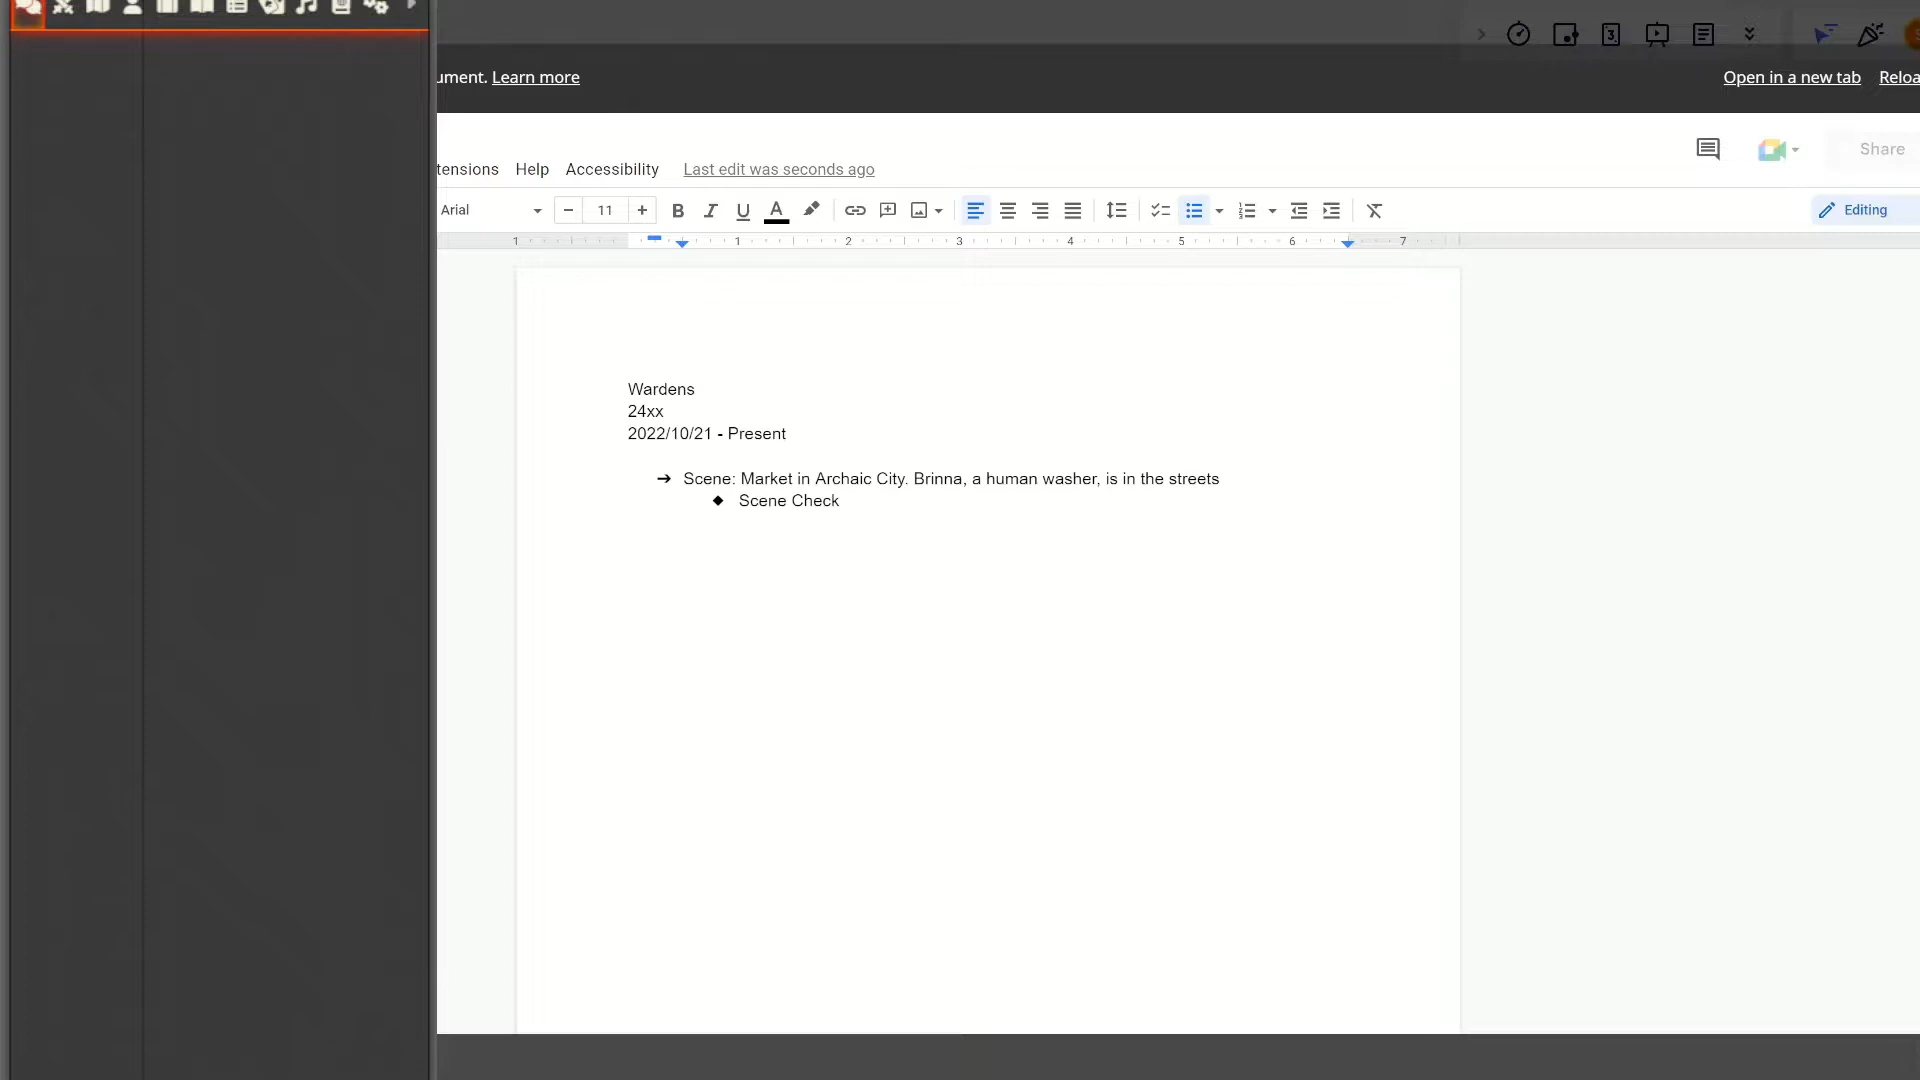 ument. Learn more
Open in a new tab Reloa
tensions Help Accessibility Last edit was seconds ago
Share
Arial 11 Editing
1 1 2 3 4 5 6 7
Wardens
24xx
2022/10/21 - Present
Scene: Market in Archaic City. Brinna, a human washer, is in the streets
Scene Check